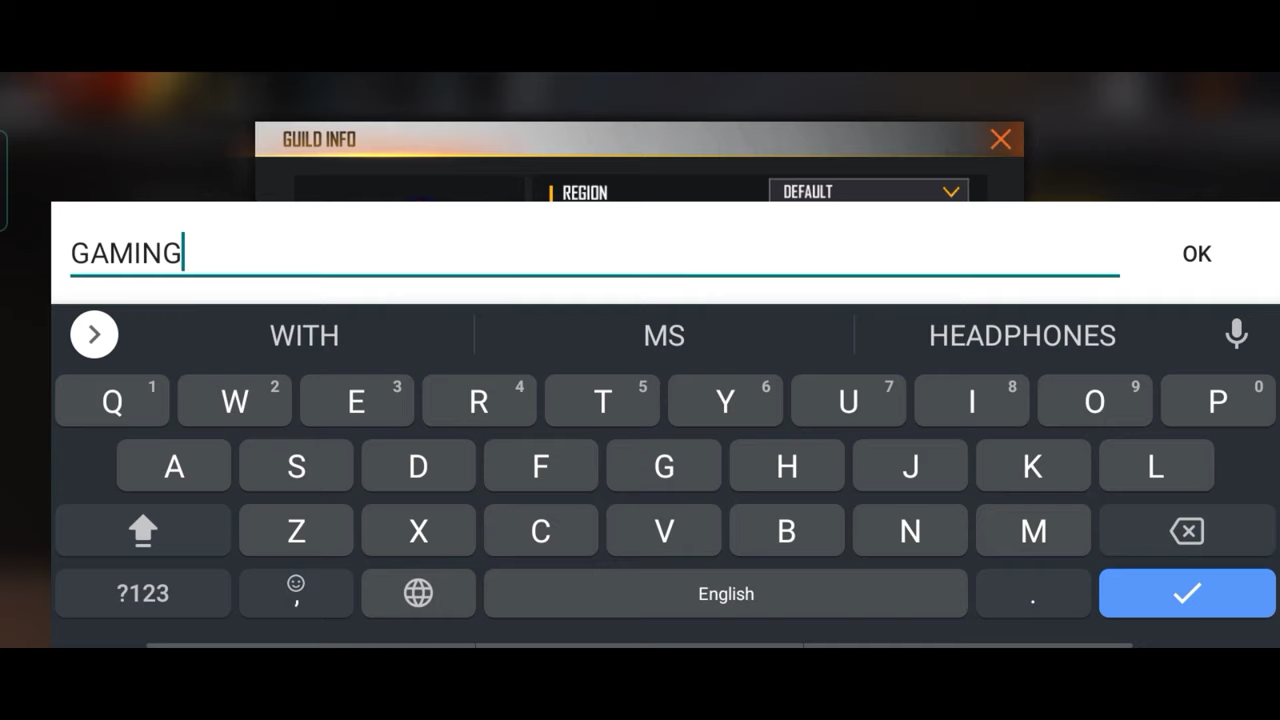 GUILD INFO
REGION DEFAULT
GAMING OK
WITH MS HEADPHONES
Q 1 W 2 E 3 R 4 T 5 Y 6 U 7 I 8 O 9 P 0
A S D F G H J K L
Z X C V B N M
?123 , English .